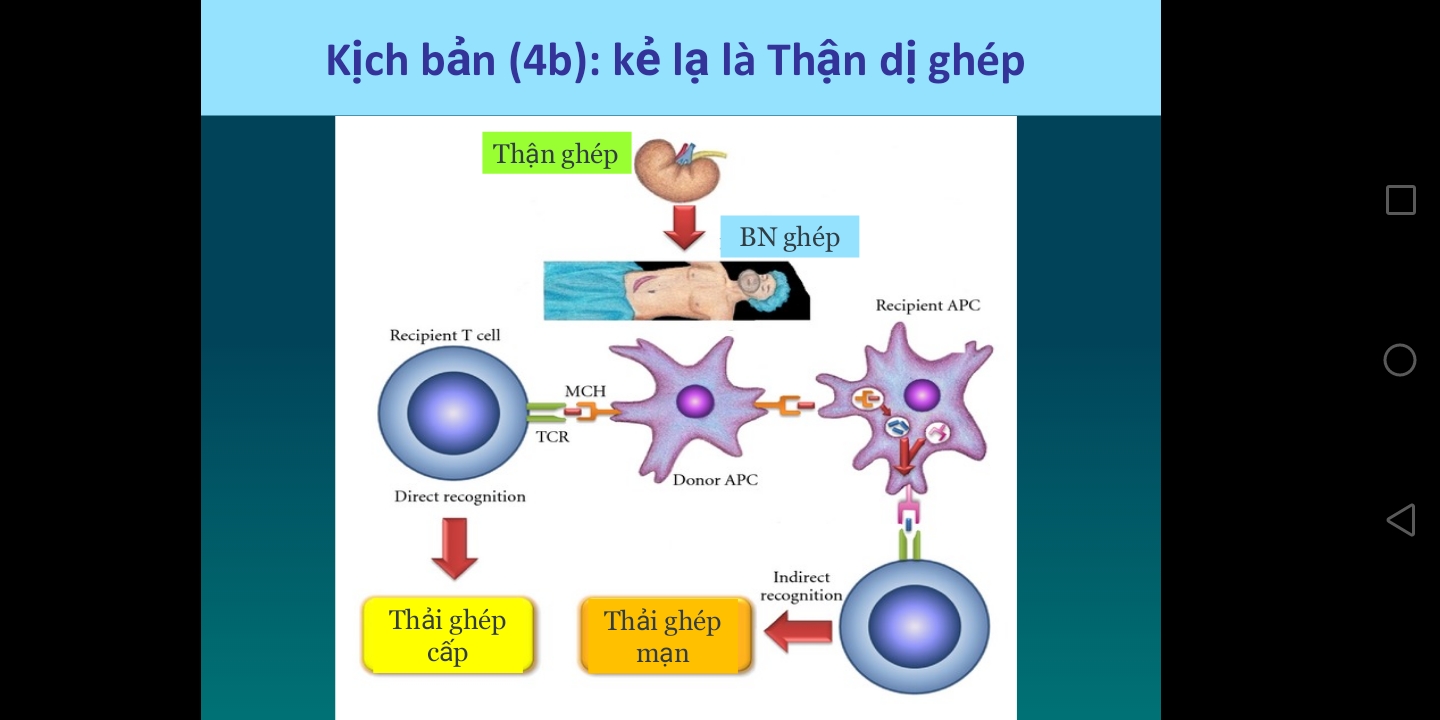 Kịch bản (4b): kẻ lạ là Thận dị ghép
Thận ghép
BN ghép
Recipient APC
Recipient T cell
MCH
TCR
Donor APC
Direct recognition
Indirect
recognition
Thải ghép
cấp
Thải ghép
mạn